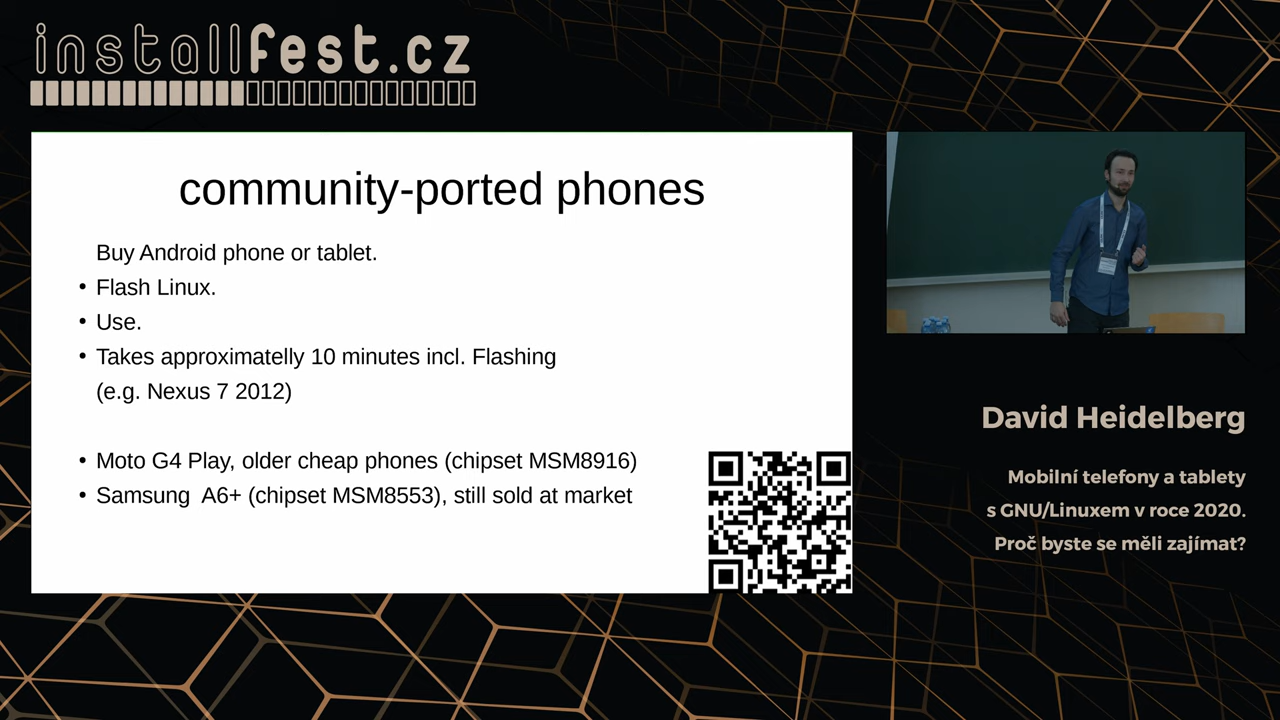 installfest.cz
community-ported phones
Buy Android phone or tablet.
• Flash Linux.
• Use.
• Takes approximatelly 10 minutes incl. Flashing
(e.g. Nexus 7 2012)
• Moto G4 Play, older cheap phones (chipset MSM8916)
• Samsung  A6+ (chipset MSM8553), still sold at market
David Heidelberg
Mobilní telefony a tablety
s GNU/Linuxem v roce 2020.
Proč byste se měli zajímat?